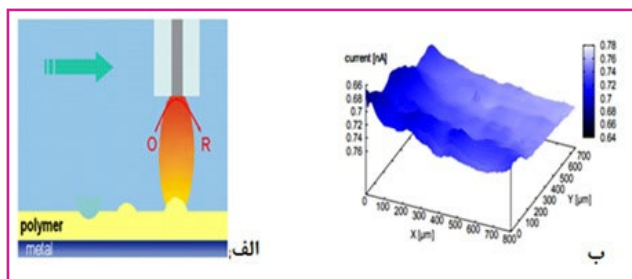 O R
polymer
metal
الف;
current [nA]
0.66
0.68
0.7
0.72
0.74
0.76
0.78
0.76
0.74
0.72
0.7
0.68
0.66
0.64
0 100 200 300 400 500 600 700 800
X [µm]
0 100 200 300 400 500 600 700
Y [µm]
ب